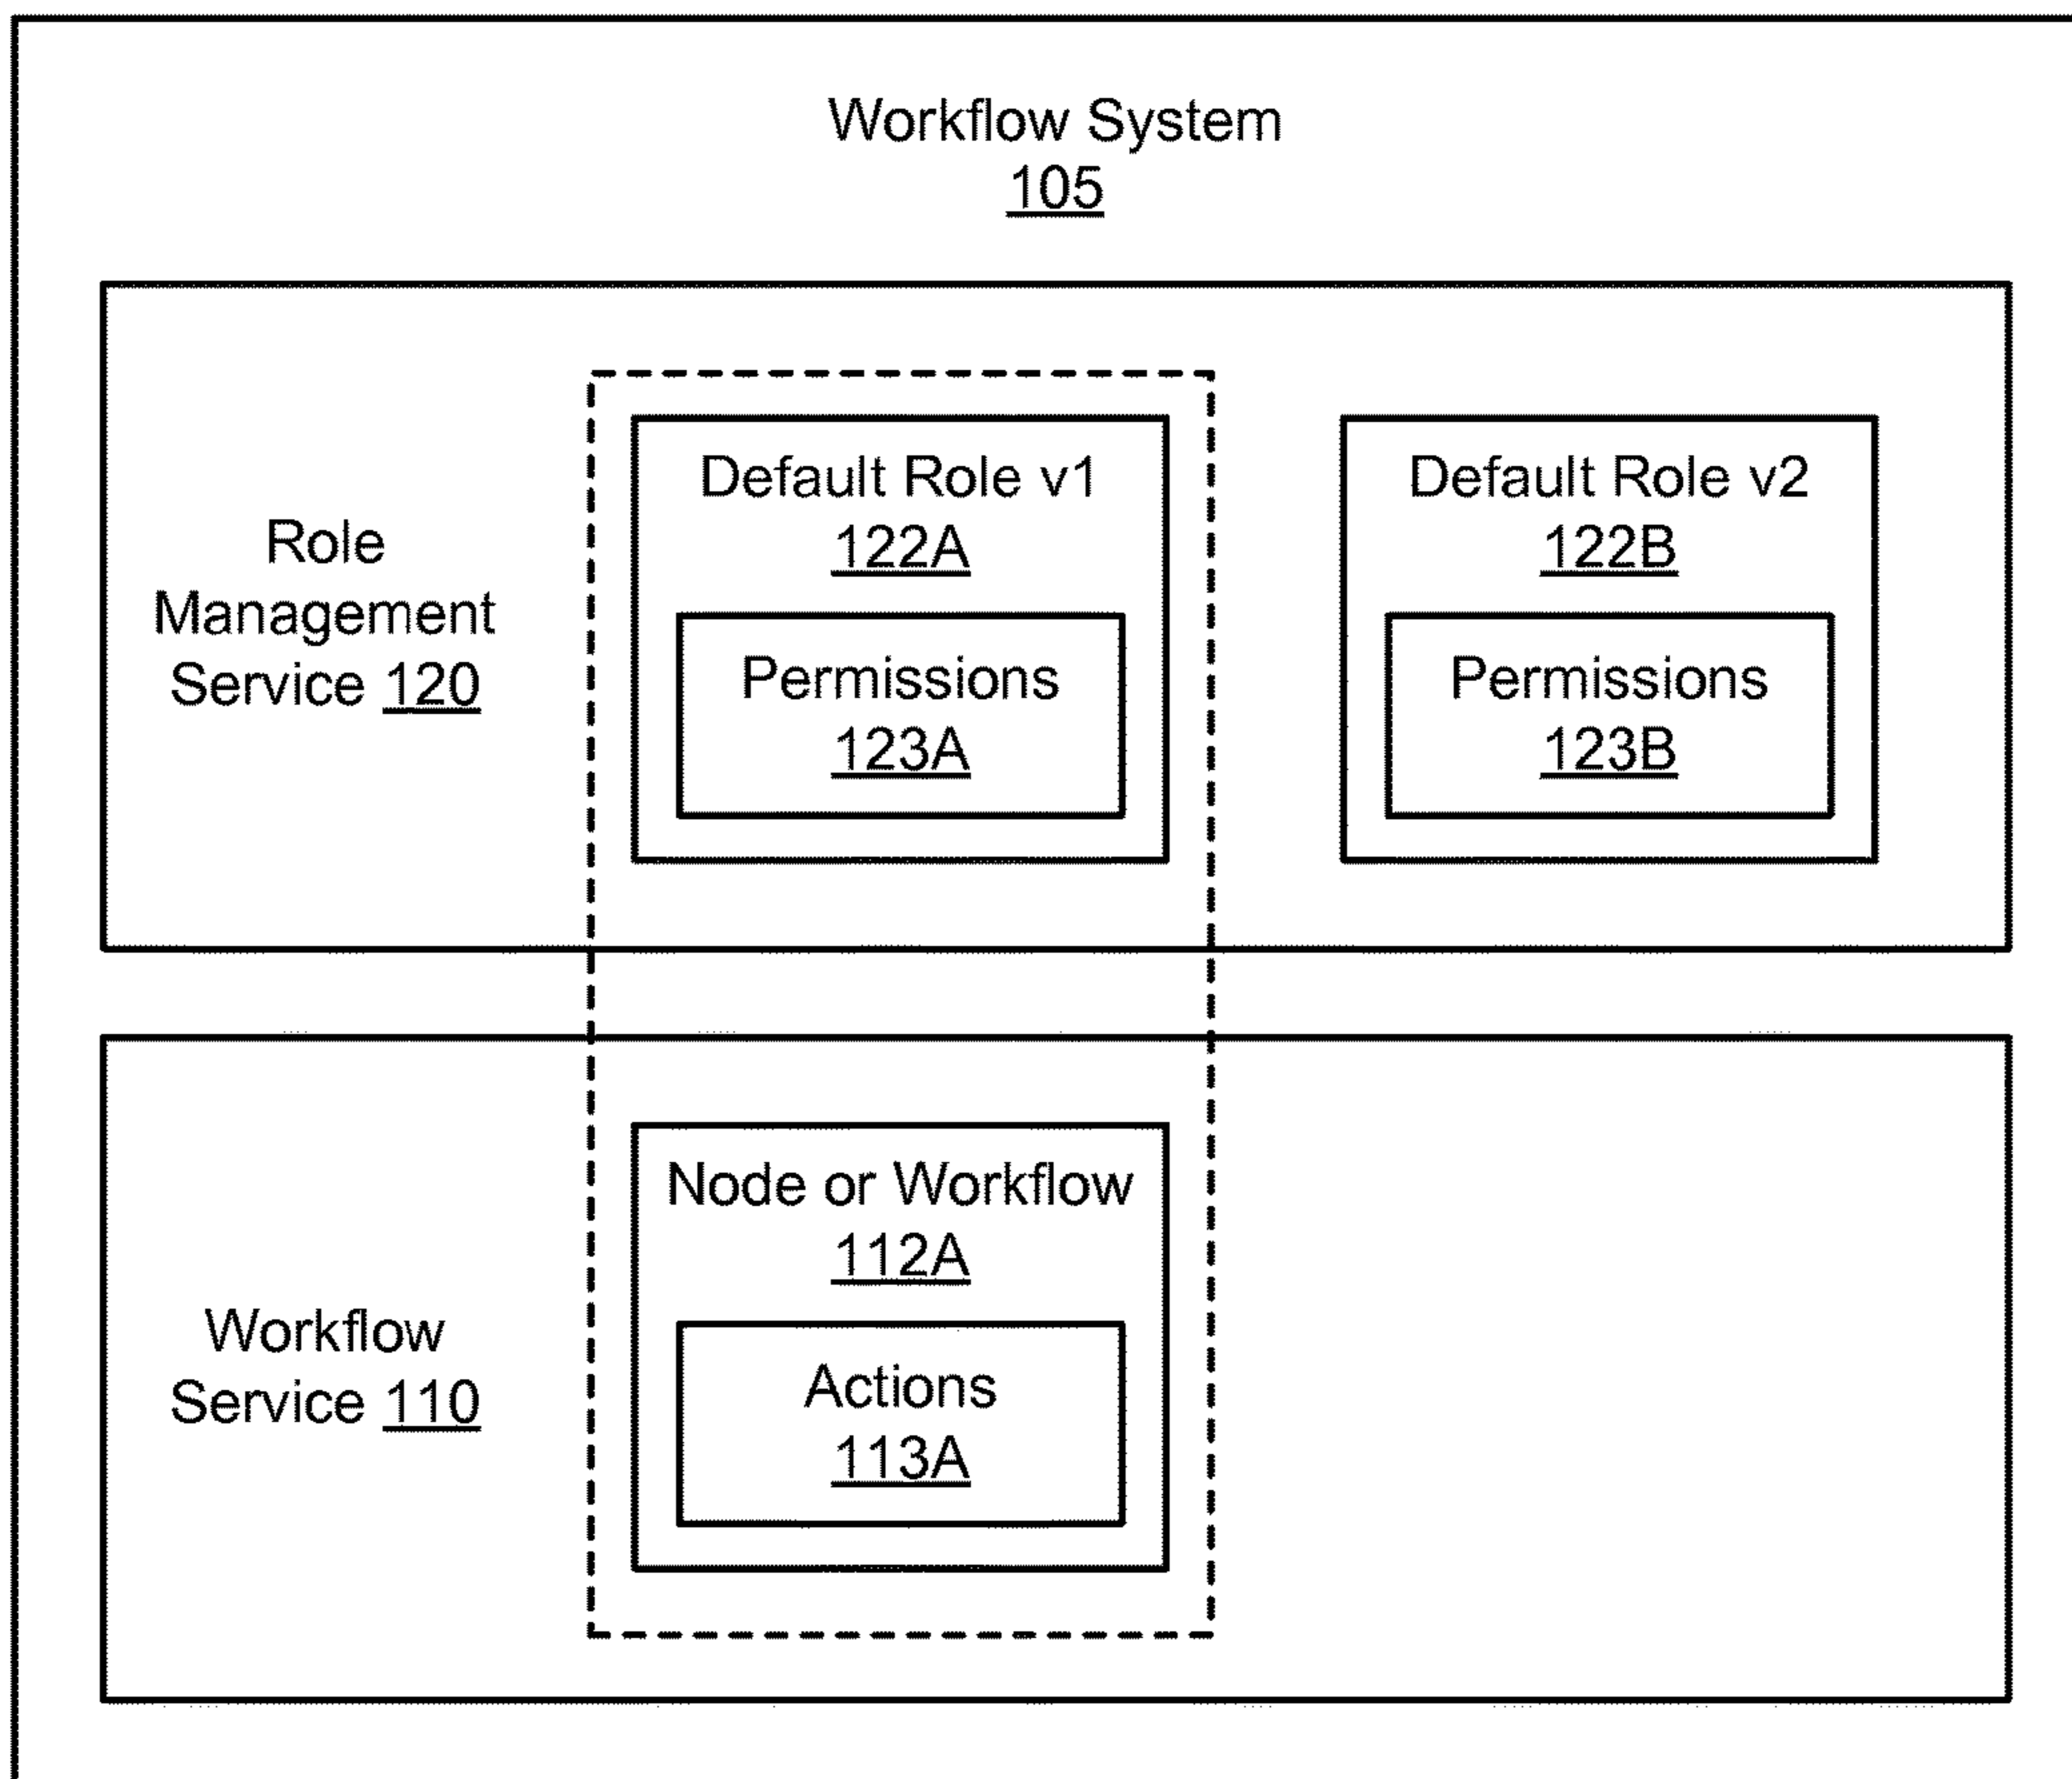 Workflow System
105
Role
Management
Service 120
Default Role v1
122A
Permissions
123A
Default Role v2
122B
Permissions
123B
Workflow
Service 110
Node or Workflow
112A
Actions
113A